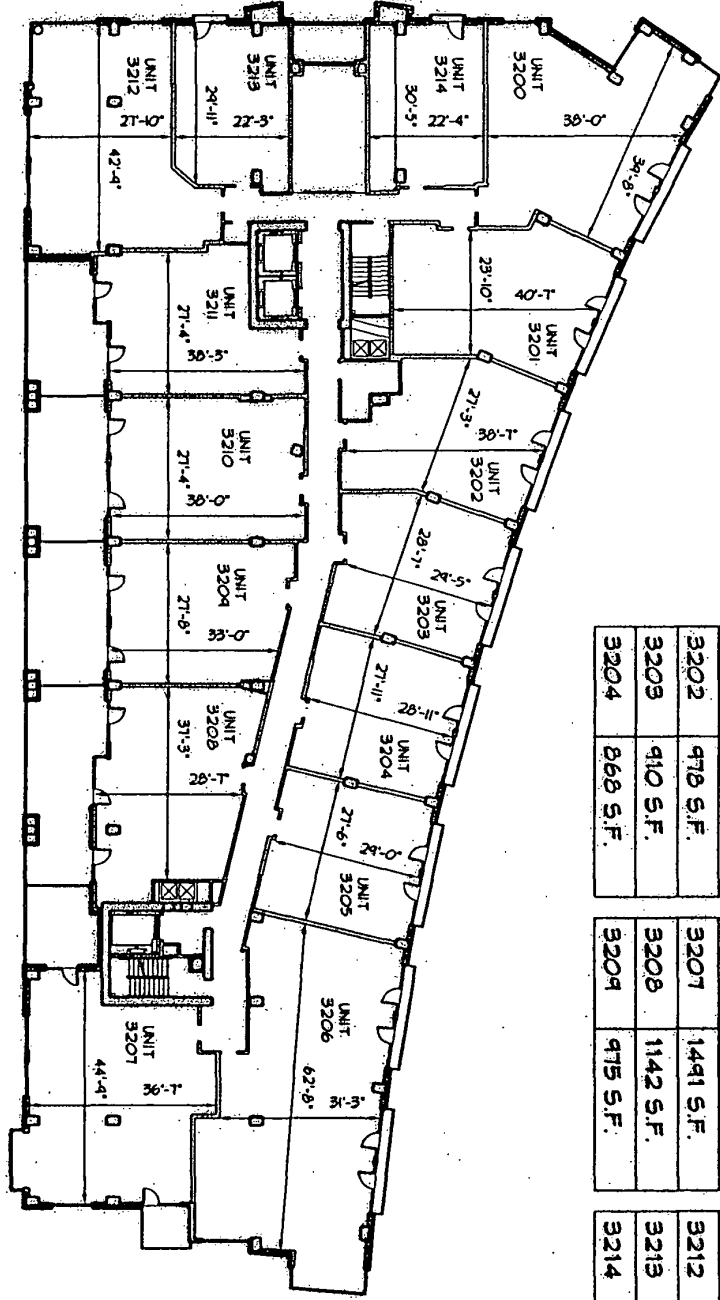 3202 978 S.F. 3207 1491 S.F. 3212
3203 910 S.F. 3208 1142 S.F. 3213
3204 868 S.F. 3209 975 S.F. 3214
UNIT
3200
38'-0"
39'-8"
UNIT
3201
23'-10"
40'-7"
UNIT
3202
27'-3"
38'-7"
UNIT
3203
28'-7"
29'-5"
UNIT
3204
27'-11"
28'-11"
UNIT
3205
27'-6"
29'-0"
UNIT
3206
62'-8"
31'-3"
UNIT
3214
30'-5"
22'-4"
UNIT
3213
29'-11"
22'-3"
UNIT
3212
27'-10"
42'-9"
UNIT
3211
27'-4"
38'-3"
UNIT
3210
27'-4"
38'-0"
UNIT
3209
27'-8"
33'-0"
UNIT
3208
37'-3"
28'-7"
UNIT
3207
44'-9"
36'-7"